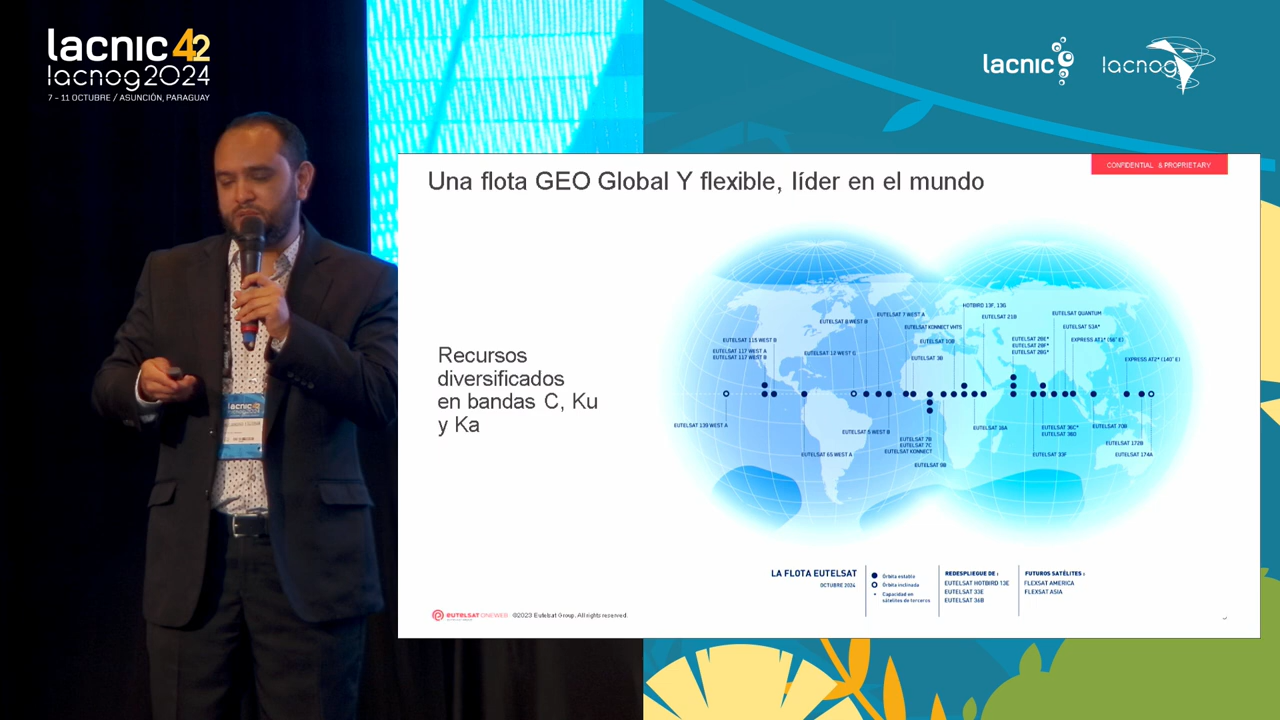 lacnic 42
lacnog2024
7 - 11 OCTUBRE / ASUNCIÓN, PARAGUAY
lacnic
lacnog
CONFIDENTIAL & PROPRIETARY
Una flota GEO Global Y flexible, líder en el mundo
Recursos
diversificados
en bandas C, Ku
y Ka
HOTBIRD 13F, 13G
EUTELSAT 7 WEST A
EUTELSAT 21B
EUTELSAT QUANTUM
EUTELSAT 8 WEST B
EUTELSAT KONNECT VHTS
EUTELSAT 53A*
EUTELSAT 115 WEST B
EUTELSAT 10B
EUTELSAT 28E*
EUTELSAT 28F*
EUTELSAT 28G*
EXPRESS AT1* (56° E)
EUTELSAT 117 WEST A
EUTELSAT 117 WEST B
EUTELSAT 12 WEST G
EUTELSAT 3B
EXPRESS AT2* (140° E)
EUTELSAT 139 WEST A
EUTELSAT 5 WEST B
EUTELSAT 16A
EUTELSAT 36C*
EUTELSAT 36D
EUTELSAT 70B
EUTELSAT 7B
EUTELSAT 7C
EUTELSAT KONNECT
EUTELSAT 172B
EUTELSAT 65 WEST A
EUTELSAT 33F
EUTELSAT 174A
EUTELSAT 9B
LA FLOTA EUTELSAT
OCTUBRE 2024
Órbita estable
Órbita inclinada
Capacidad en
satélites de terceros
REDESPLIEGUE DE :
EUTELSAT HOTBIRD 13E
EUTELSAT 33E
EUTELSAT 36B
FUTUROS SATÉLITES :
FLEXSAT AMERICA
FLEXSAT ASIA
EUTELSAT ONEWEB
©2023 Eutelsat Group. All rights reserved.
lacnic